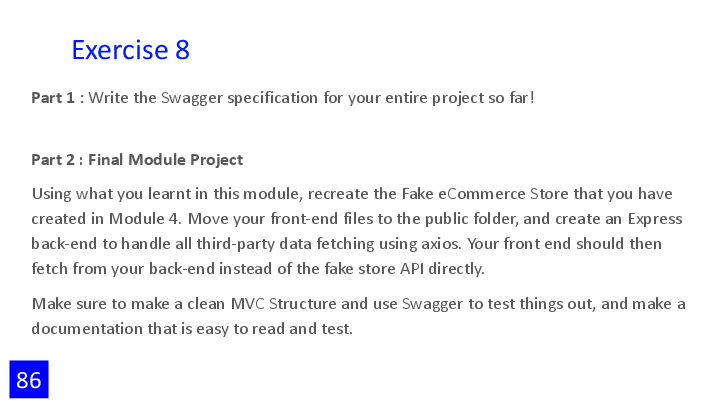 Exercise 8
Part 1 : Write the Swagger specification for your entire project so far!
Part 2 : Final Module Project
Using what you learnt in this module, recreate the Fake eCommerce Store that you have
created in Module 4. Move your front-end files to the public folder, and create an Express
back-end to handle all third-party data fetching using axios. Your front end should then
fetch from your back-end instead of the fake store API directly.
Make sure to make a clean MVC Structure and use Swagger to test things out, and make a
documentation that is easy to read and test.
86